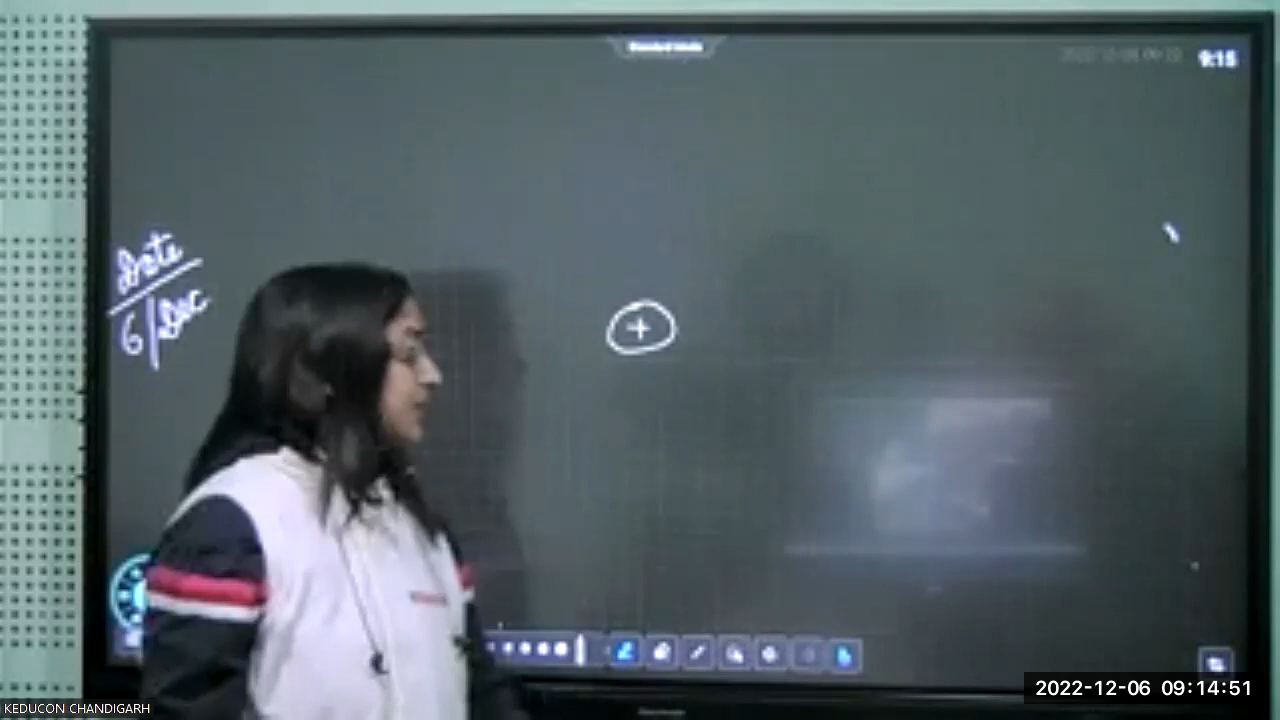 9:15
Date
6/Dec
+
2022-12-06 09:14:51
KEDUCON CHANDIGARH